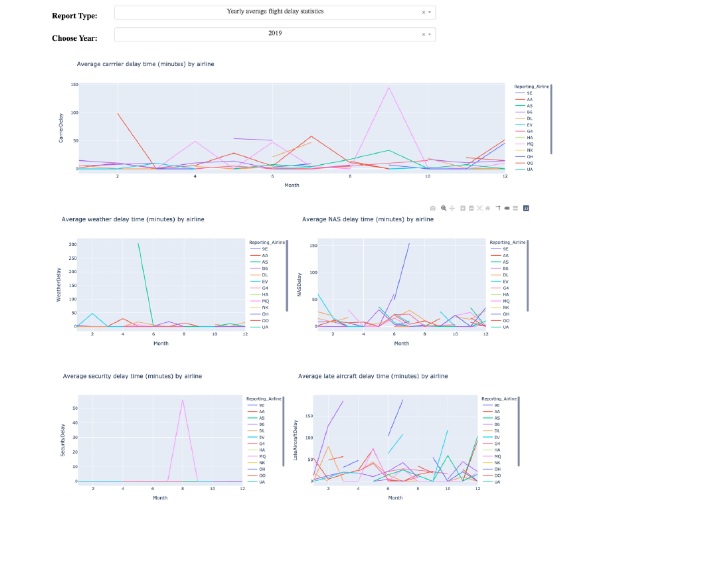 Report Type:
Yearly average flight delay statistics
Choose Year:
2019
Average carrrier delay time (minutes) by airline
CarrierDelay
150
100
50
0
2
4
6
8
10
12
Month
Reporting_Airline
9E
AA
AS
B6
DL
EV
G4
HA
MQ
NK
OH
OO
UA
Average weather delay time (minutes) by airline
WeatherDelay
300
250
200
150
100
50
0
2
4
6
8
10
12
Month
Reporting_Airline
9E
AA
AS
B6
DL
EV
G4
HA
MQ
NK
OH
OO
UA
Average NAS delay time (minutes) by airline
NASDelay
150
100
50
0
2
4
6
8
10
12
Month
Reporting_Airline
9E
AA
AS
B6
DL
EV
G4
HA
MQ
NK
OH
OO
UA
Average security delay time (minutes) by airline
SecurityDelay
50
40
30
20
10
0
2
4
6
8
10
12
Month
Reporting_Airline
9E
AA
AS
B6
DL
EV
G4
HA
MQ
NK
OH
OO
UA
Average late aircraft delay time (minutes) by airline
LateAircraftDelay
150
100
50
2
4
6
8
10
12
Month
Reporting_Airline
9E
AA
AS
B6
DL
EV
G4
HA
MQ
NK
OH
OO
UA